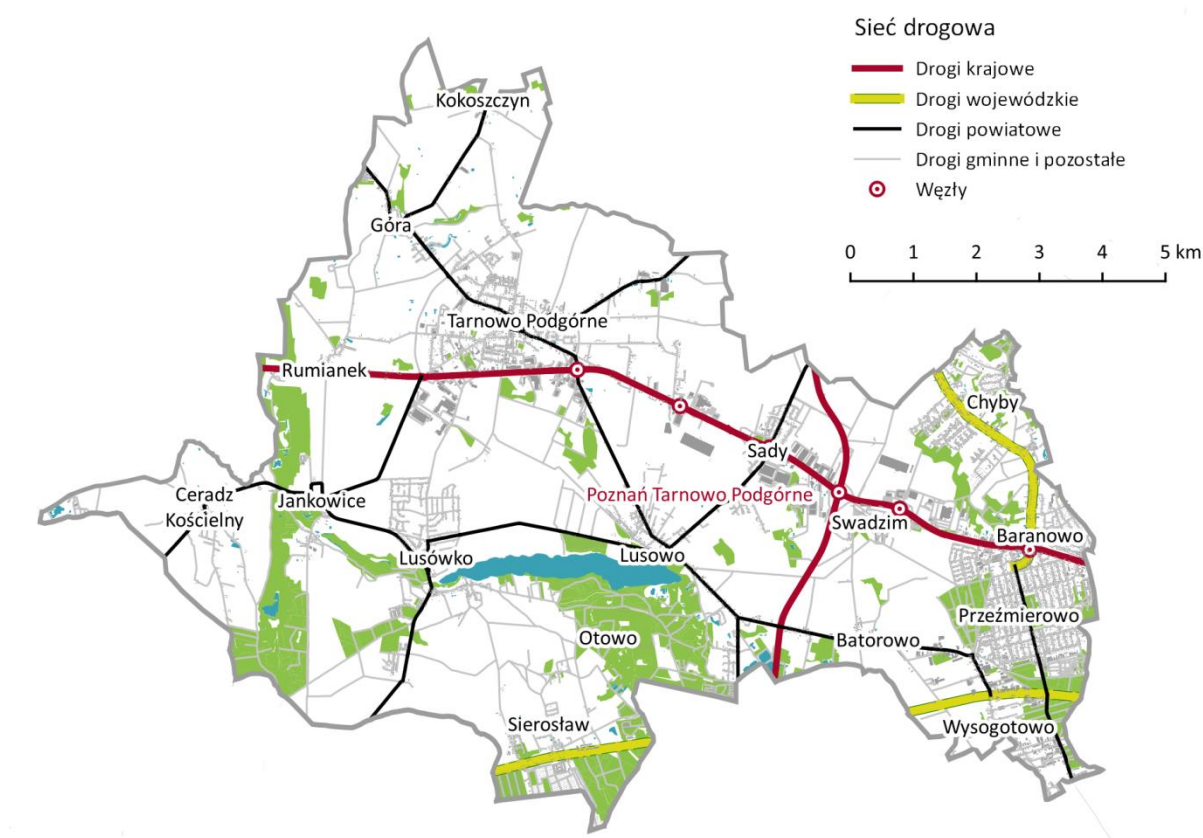 Sieć drogowa
Drogi krajowe
Drogi wojewódzkie
Drogi powiatowe
Drogi gminne i pozostałe
Węzły
0 1 2 3 4 5 km
Kokoszczyn
Góra
Tarnowo Podgórne
Rumianek
Chyby
Sady
Ceradz
Kościelny
Jankowice
Poznań Tarnowo Podgórne
Swadzim
Baranowo
Lusówko
Lusowo
Przeźmierowo
Otowo
Batorowo
Sierosław
Wysogotowo